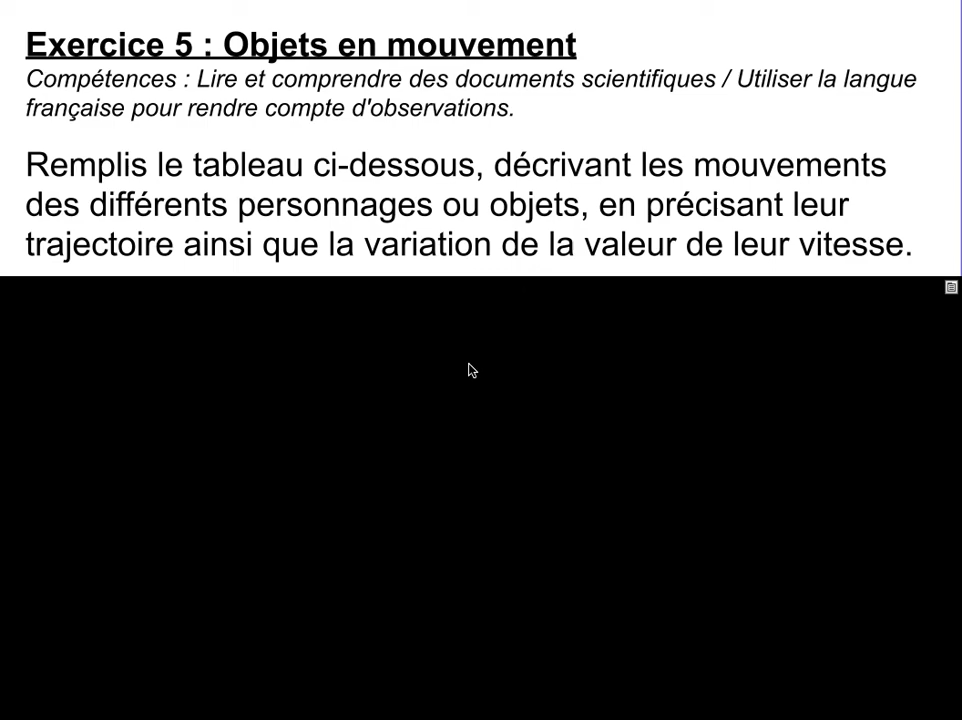 Exercice 5 : Objets en mouvement
Compétences : Lire et comprendre des documents scientifiques / Utiliser la langue
française pour rendre compte d'observations.
Remplis le tableau ci-dessous, décrivant les mouvements
des différents personnages ou objets, en précisant leur
trajectoire ainsi que la variation de la valeur de leur vitesse.